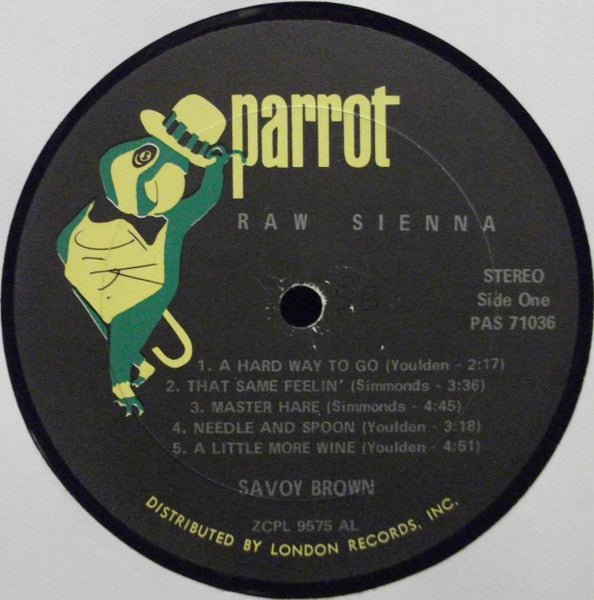 parrot
RAW SIENNA
STEREO
Side One
PAS 71036
1. A HARD WAY TO GO (Youlden - 2:17)
2. THAT SAME FEELIN' (Simmonds - 3:36)
3. MASTER HARE (Simmonds - 4:45)
4. NEEDLE AND SPOON (Youlden - 3:18)
5. A LITTLE MORE WINE (Youlden - 4:51)
SAVOY BROWN
ZCPL 9575 AL
DISTRIBUTED BY LONDON RECORDS, INC.